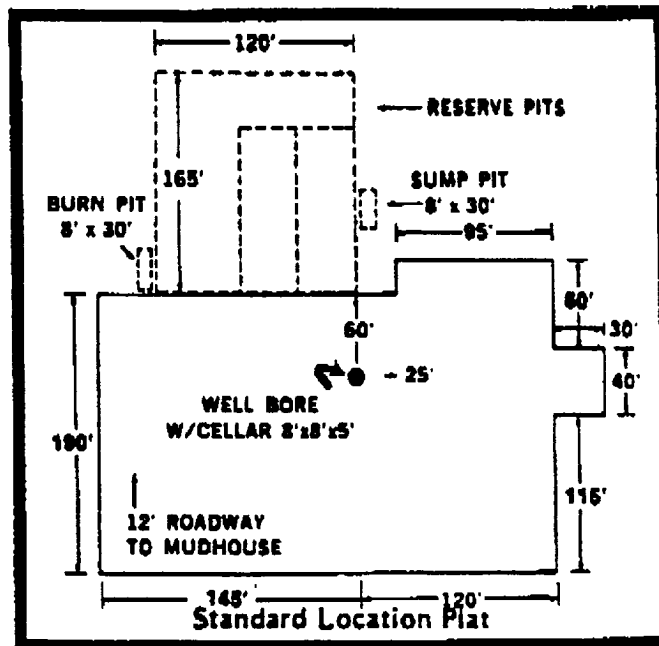 120'
RESERVE PITS
165'
SUMP PIT
8' x 30'
BURN PIT
8' x 30'
95'
60'
30'
60'
25'
40'
WELL BORE
W/CELLAR 8'x8'x5'
190'
115'
12' ROADWAY
TO MUDHOUSE
145'
120'
Standard Location Plat